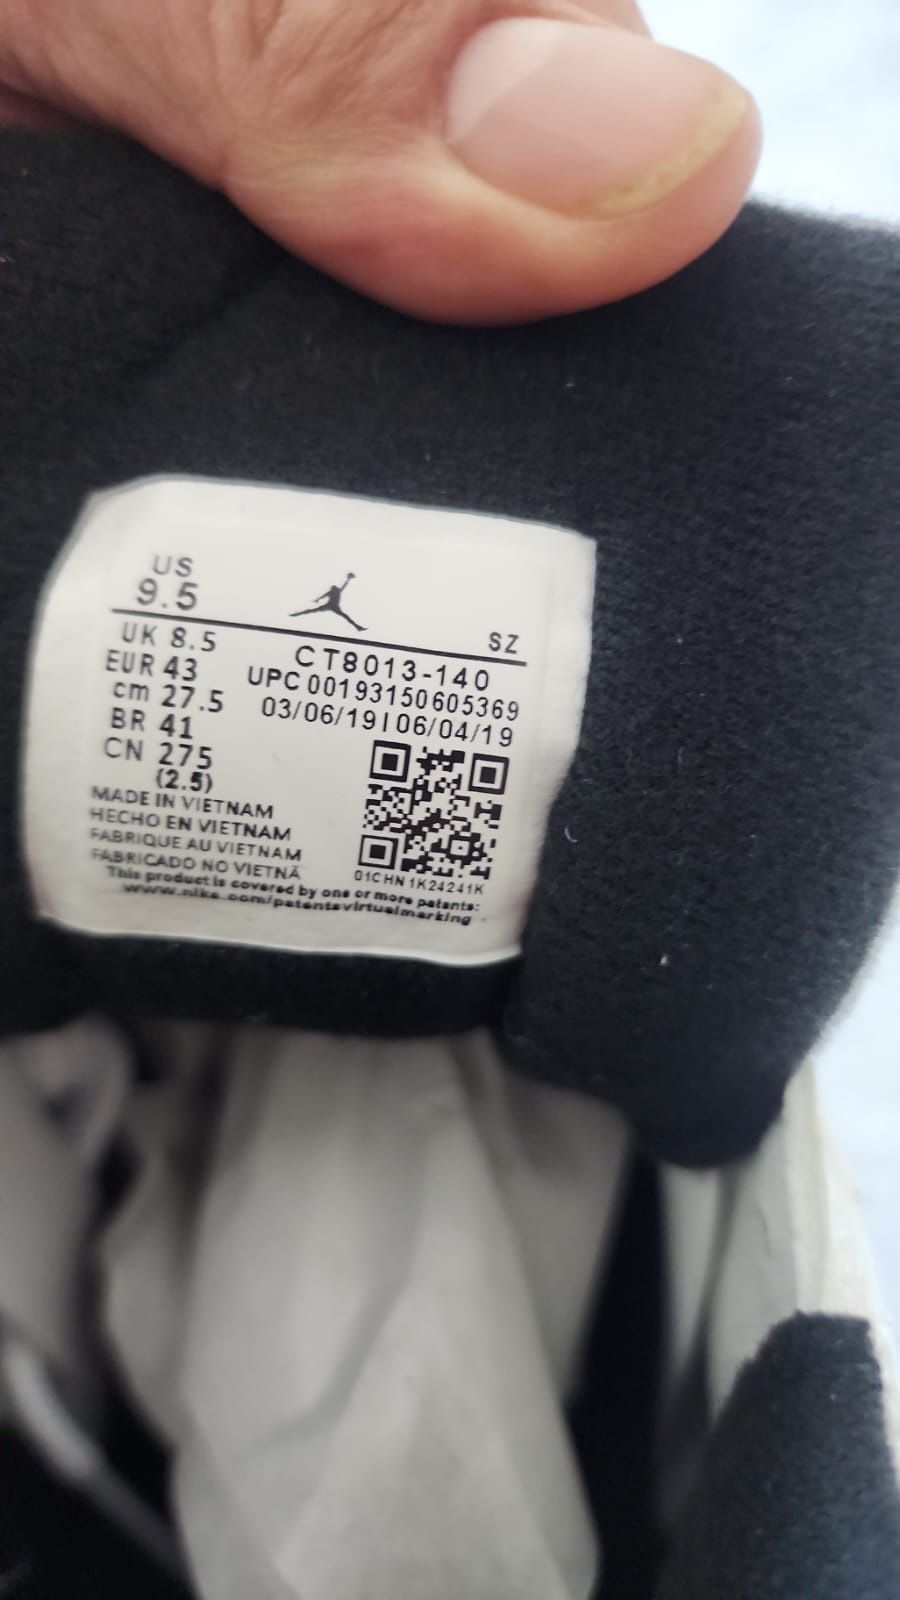 US
9.5
SZ
UK 8.5
EUR 43
cm 27.5
BR 41
CN 275
(2.5)
CT8013-140
UPC 00193150605369
03/06/19 | 06/04/19
MADE IN VIETNAM
HECHO EN VIETNAM
FABRIQUE AU VIETNAM
FABRICADO NO VIETNÃ
01CHN1K24241K
This product is covered by one or more patents:
www.nike.com/patentsvirtualmarking